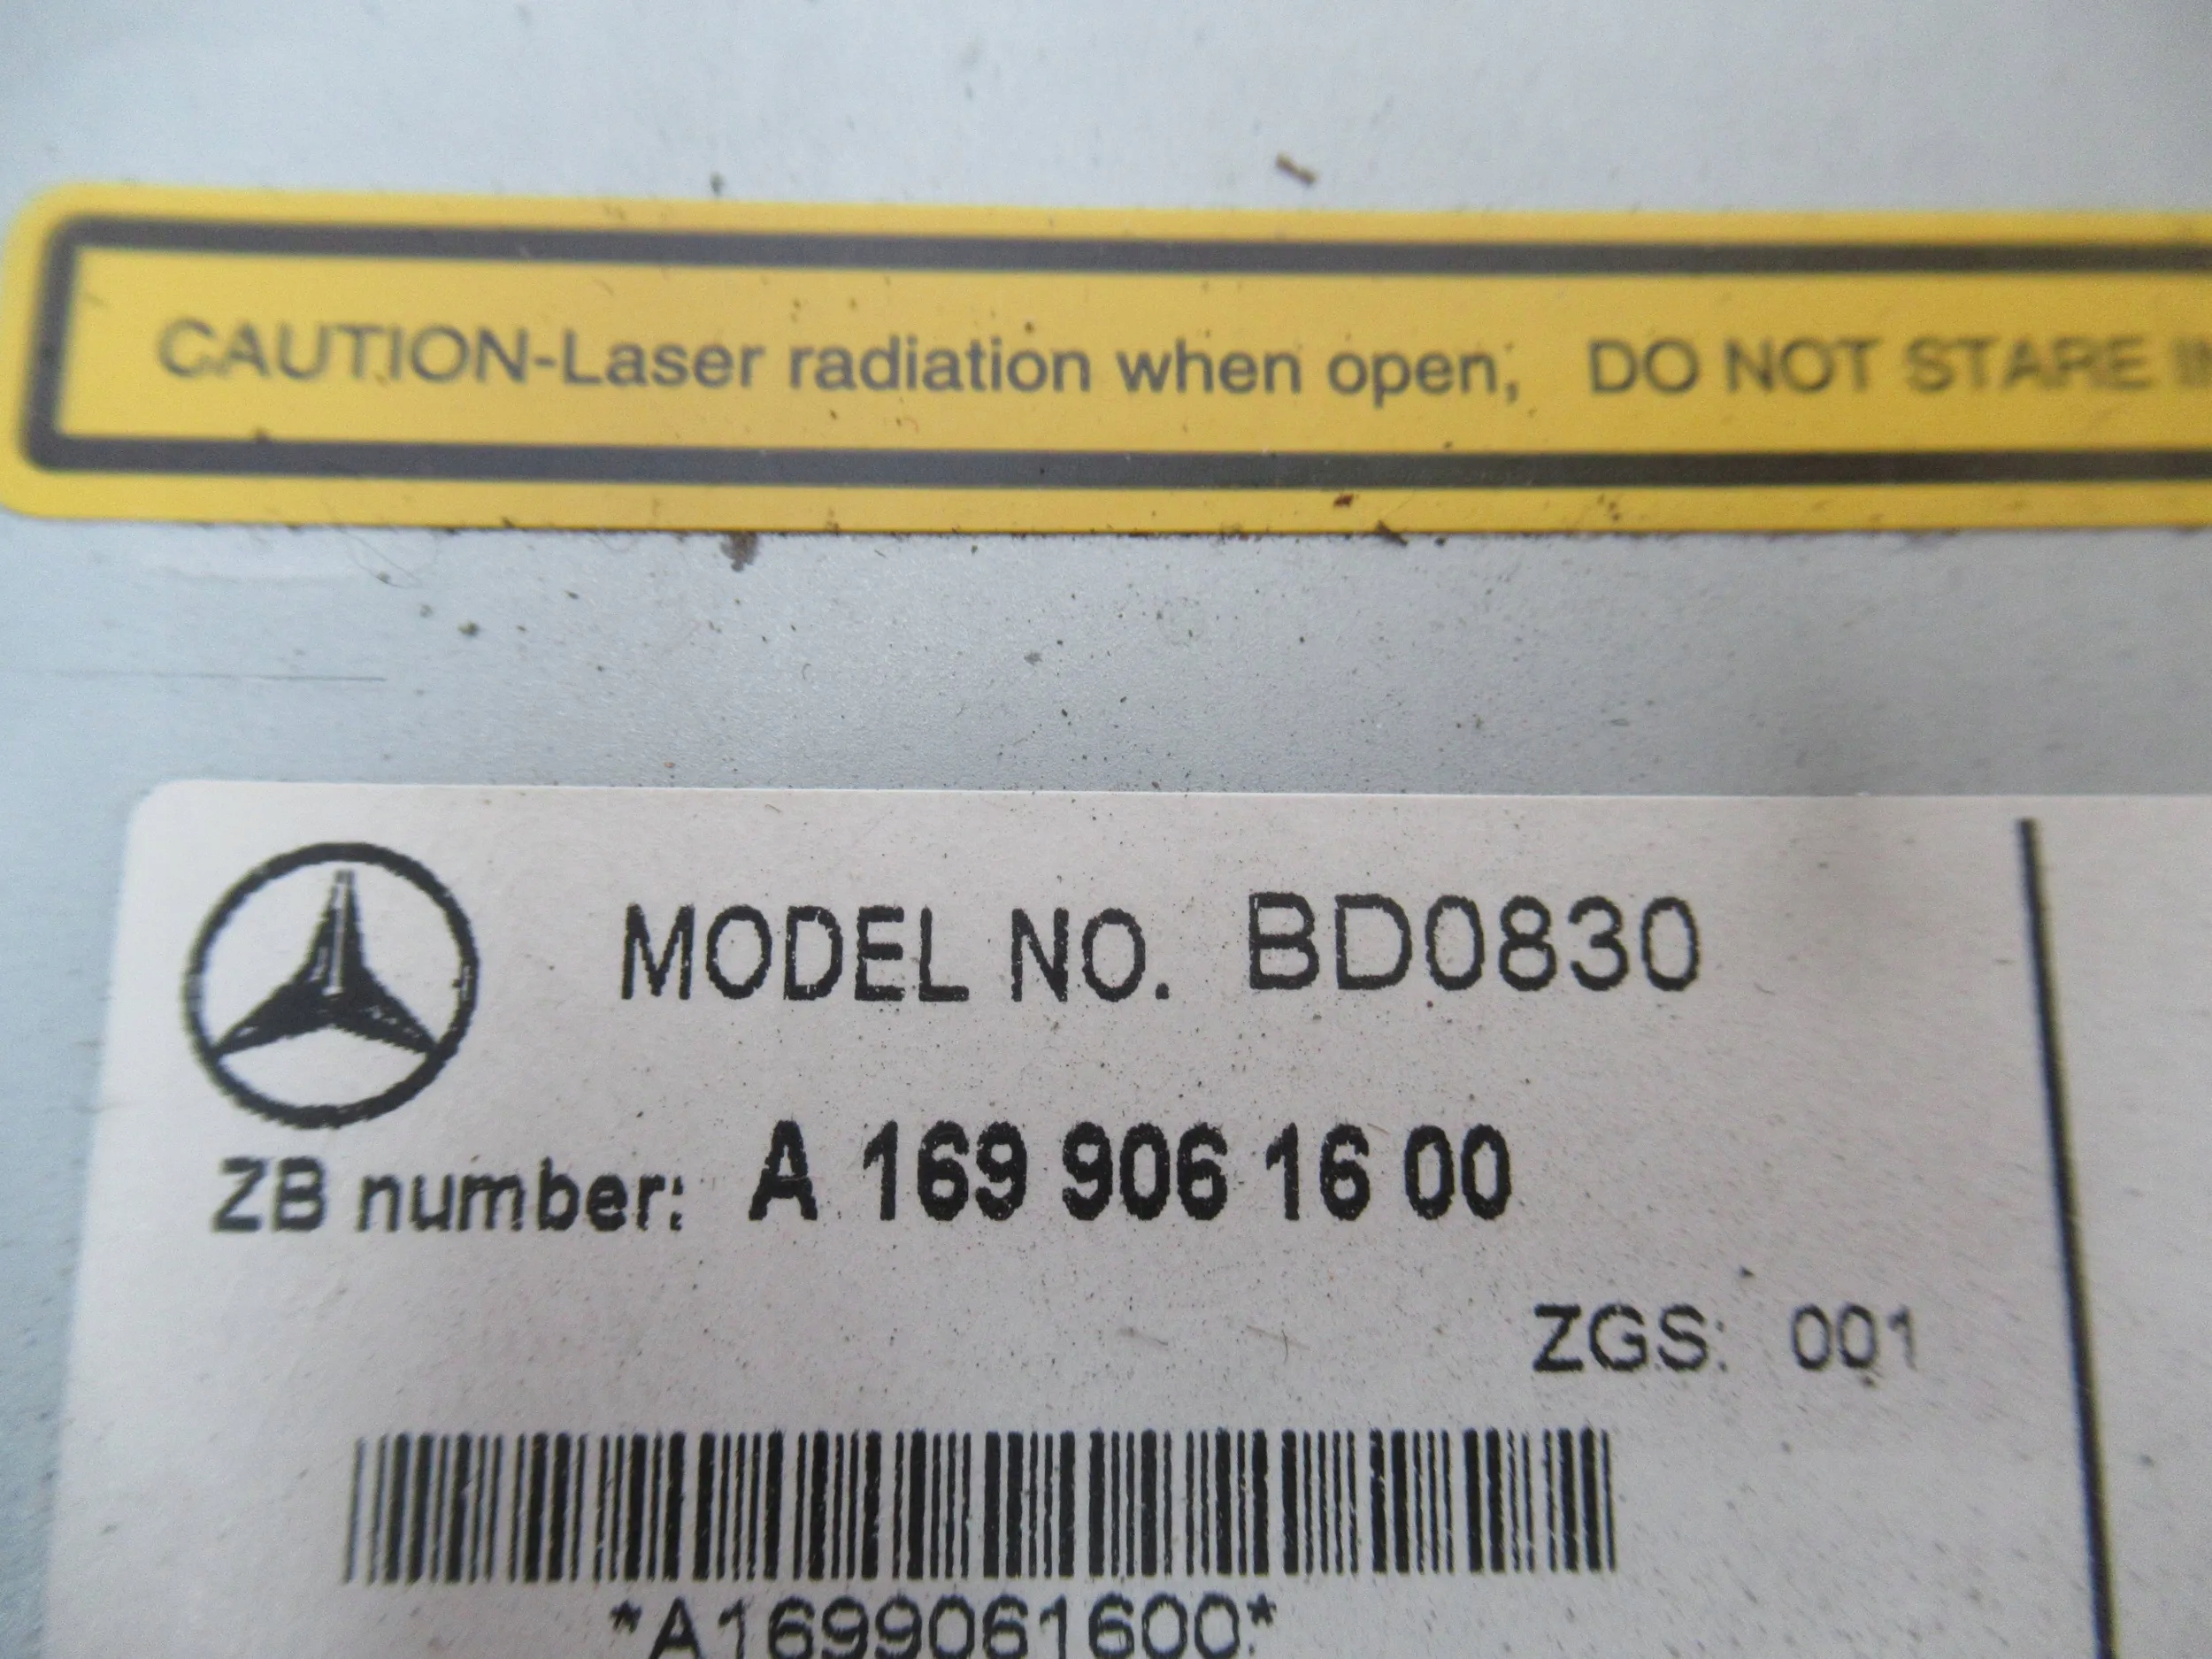 CAUTION-Laser radiation when open, DO NOT STARE
MODEL NO. BD0830
ZB number: A 169 906 16 00
ZGS: 001
*A1699061600*